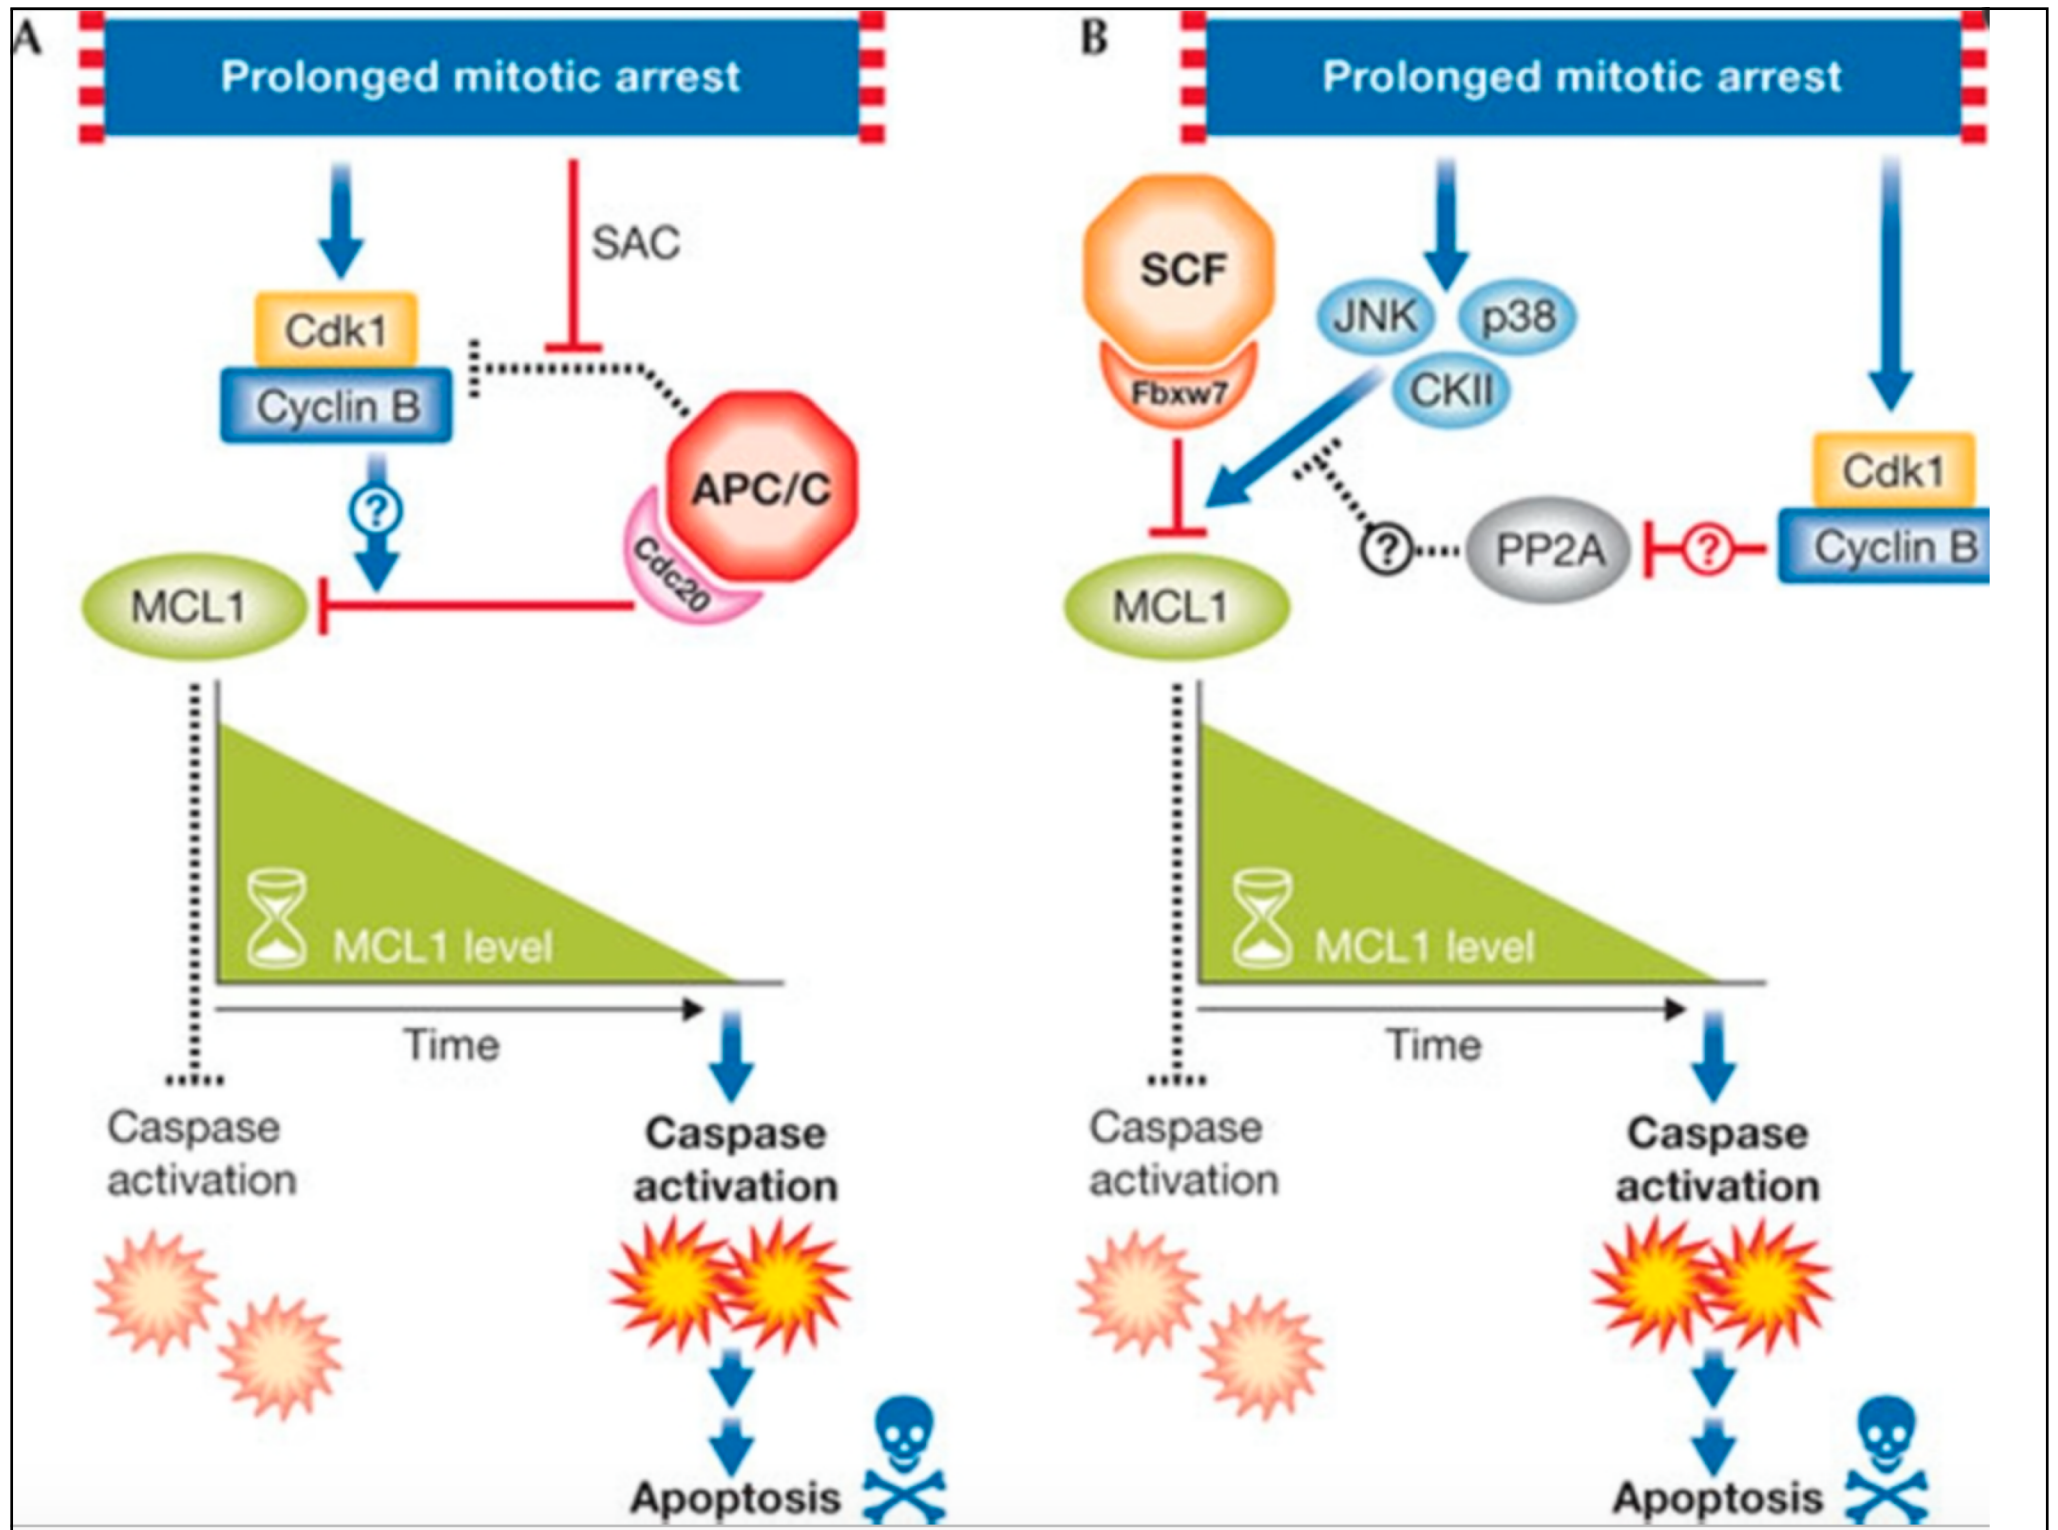 A
Prolonged mitotic arrest
SAC
Cdk1
Cyclin B
?
APC/C
Cdc20
MCL1
MCL1 level
Time
Caspase
activation
Caspase
activation
Apoptosis
B
Prolonged mitotic arrest
SCF
Fbxw7
JNK
p38
CKII
Cdk1
Cyclin B
?
PP2A
?
MCL1
MCL1 level
Time
Caspase
activation
Caspase
activation
Apoptosis